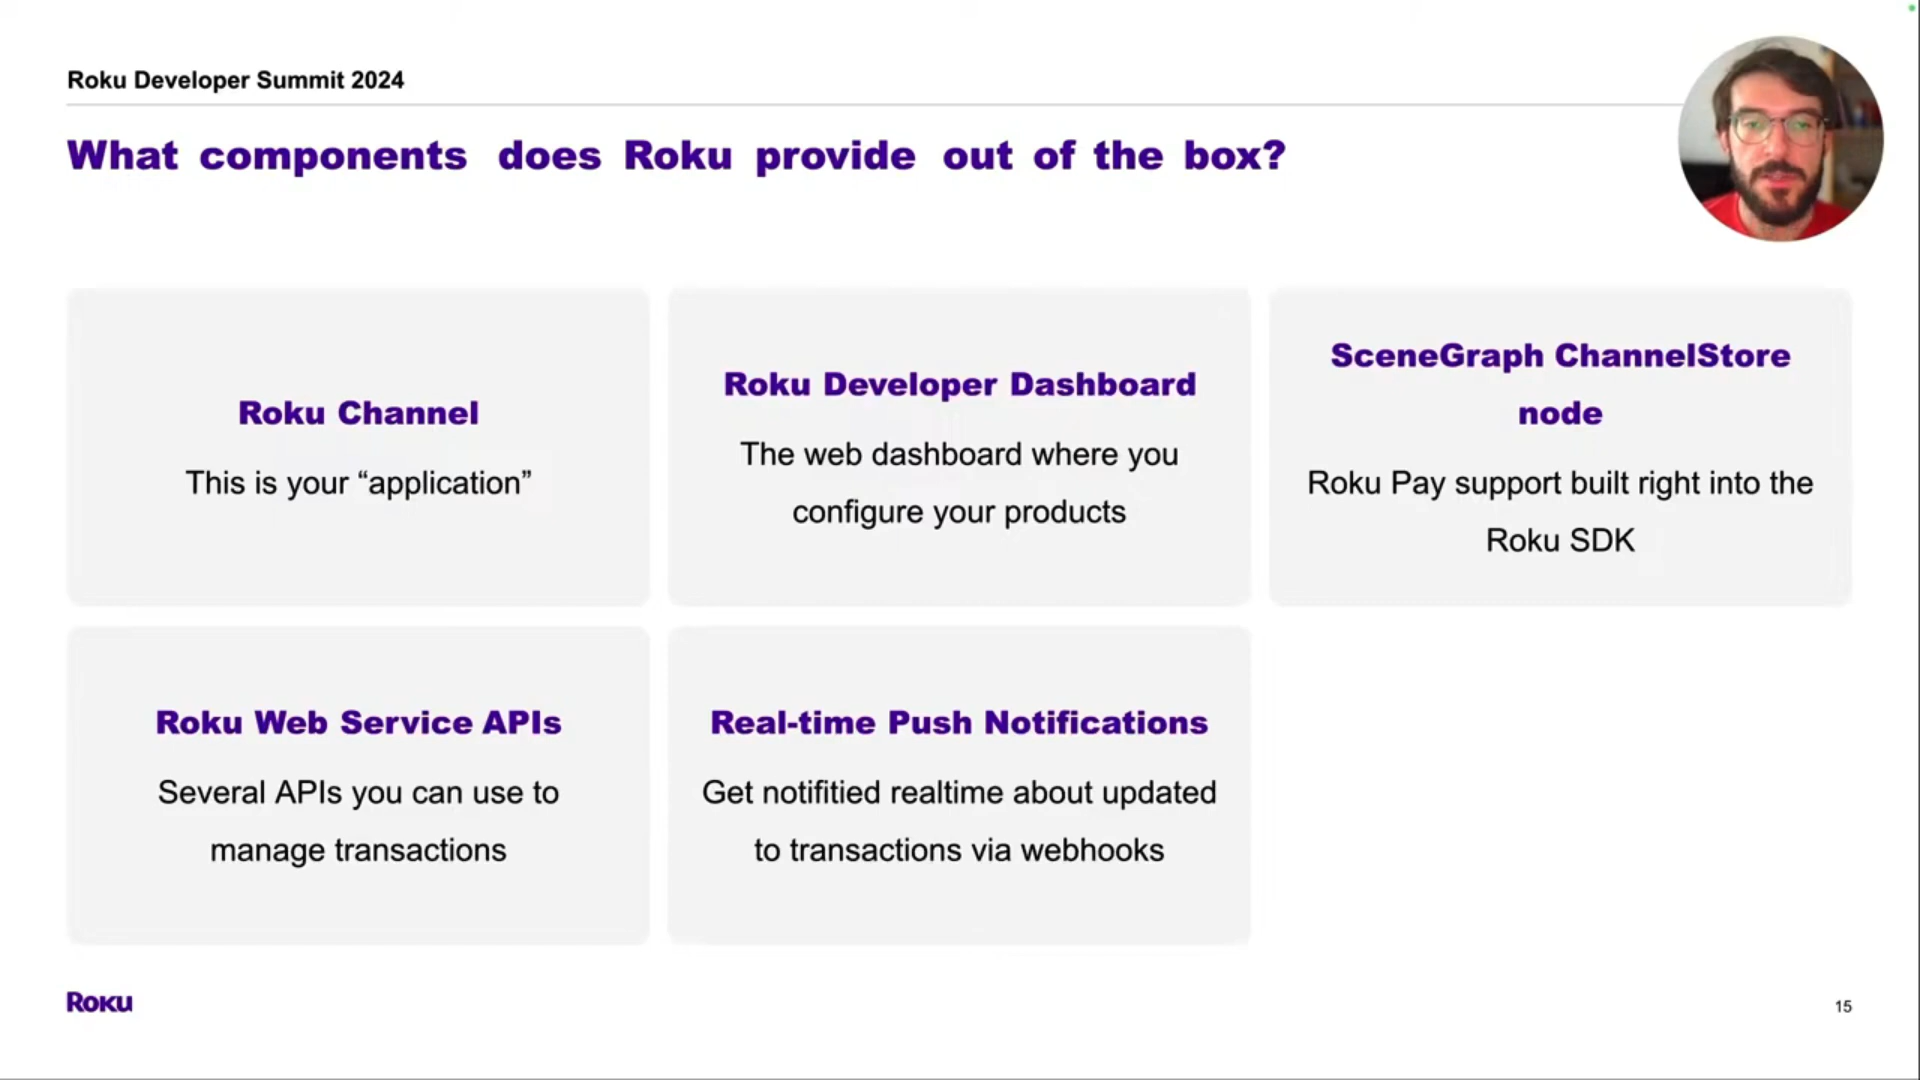 Roku Developer Summit 2024
What components does Roku provide out of the box?
Roku Channel
This is your “application”
Roku Developer Dashboard
The web dashboard where you
configure your products
SceneGraph ChannelStore
node
Roku Pay support built right into the
Roku SDK
Roku Web Service APIs
Several APIs you can use to
manage transactions
Real-time Push Notifications
Get notifitied realtime about updated
to transactions via webhooks
Roku
15